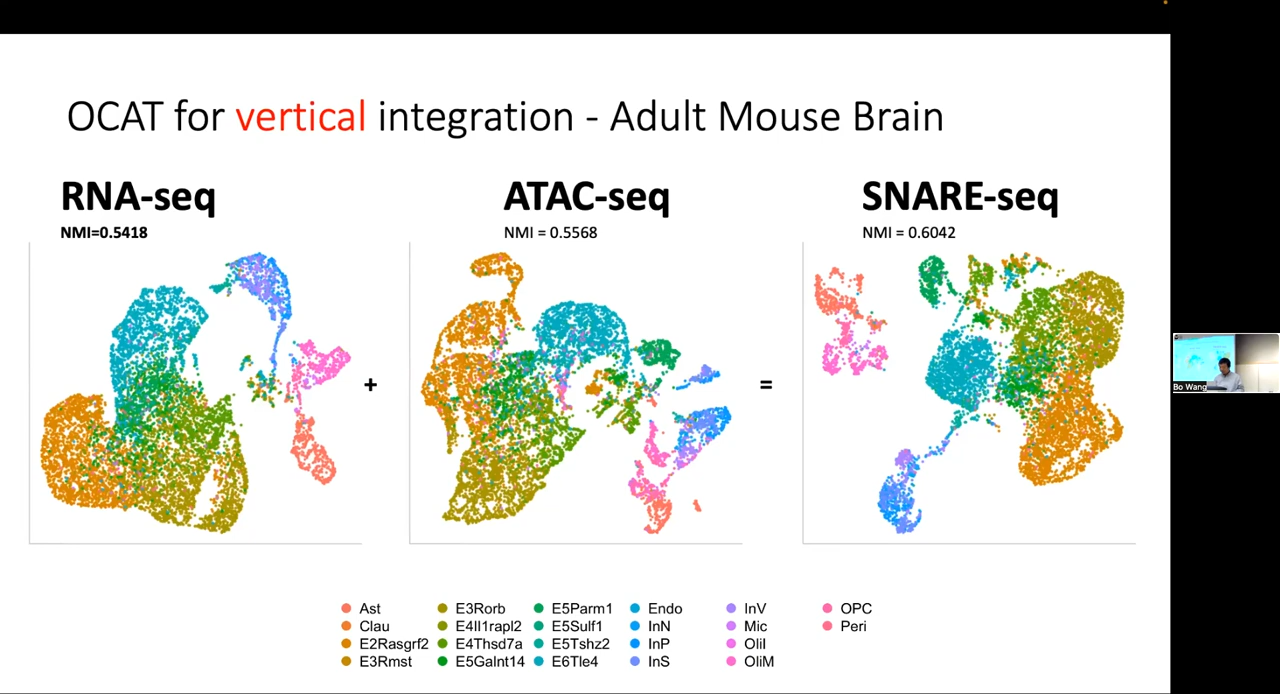 OCAT for vertical integration - Adult Mouse Brain
RNA-seq
NMI=0.5418
ATAC-seq
NMI = 0.5568
SNARE-seq
NMI = 0.6042
+
=
Ast
Clau
E2Rasgrf2
E3Rmst
E3Rorb
E4Il1rapl2
E4Thsd7a
E5Galnt14
E5Parm1
E5Sulf1
E5Tshz2
E6Tle4
Endo
InN
InP
InS
InV
Mic
OliI
OliM
OPC
Peri
Bo Wang